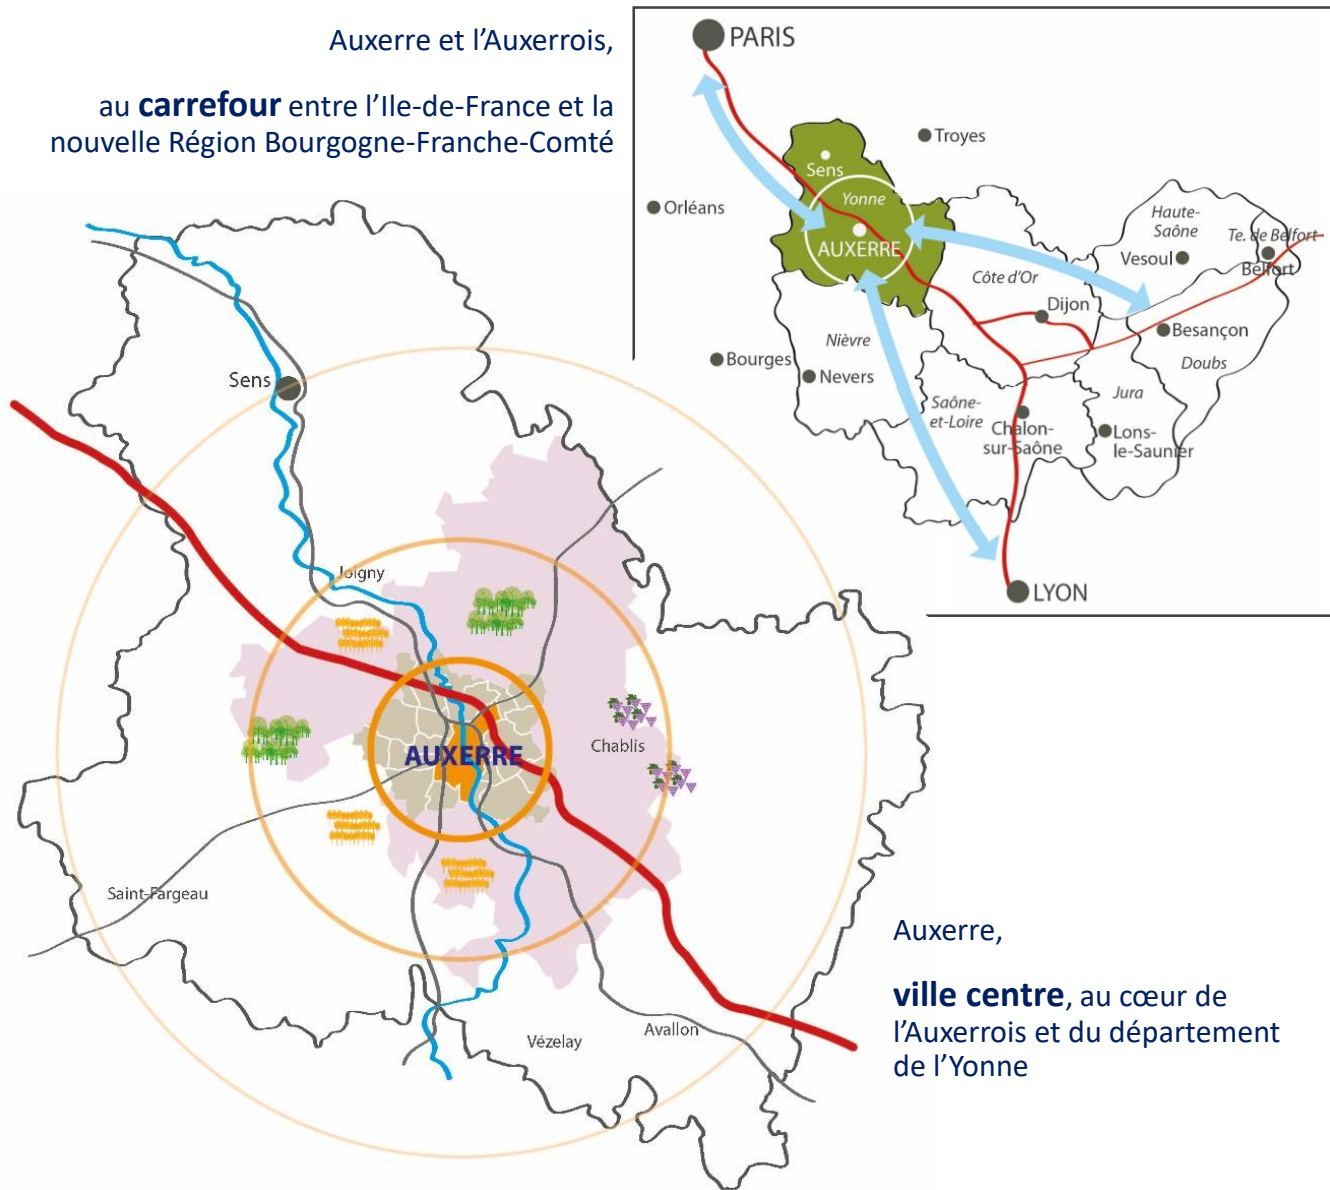 Auxerre et l’Auxerrois,
au carrefour entre l’Ile-de-France et la
nouvelle Région Bourgogne-Franche-Comté
PARIS
Troyes
Sens
Orléans
Yonne
AUXERRE
Haute-
Saône
Te. de Belfort
Vesoul
Belfort
Côte d’Or
Dijon
Besançon
Nièvre
Bourges
Nevers
Doubs
Saône-
et-Loire
Jura
Chalon-
sur-Saône
Lons-
le-Saunier
LYON
Sens
Joigny
AUXERRE
Chablis
Saint-Fargeau
Vézelay
Avallon
Auxerre,
ville centre, au cœur de
l’Auxerrois et du département
de l’Yonne